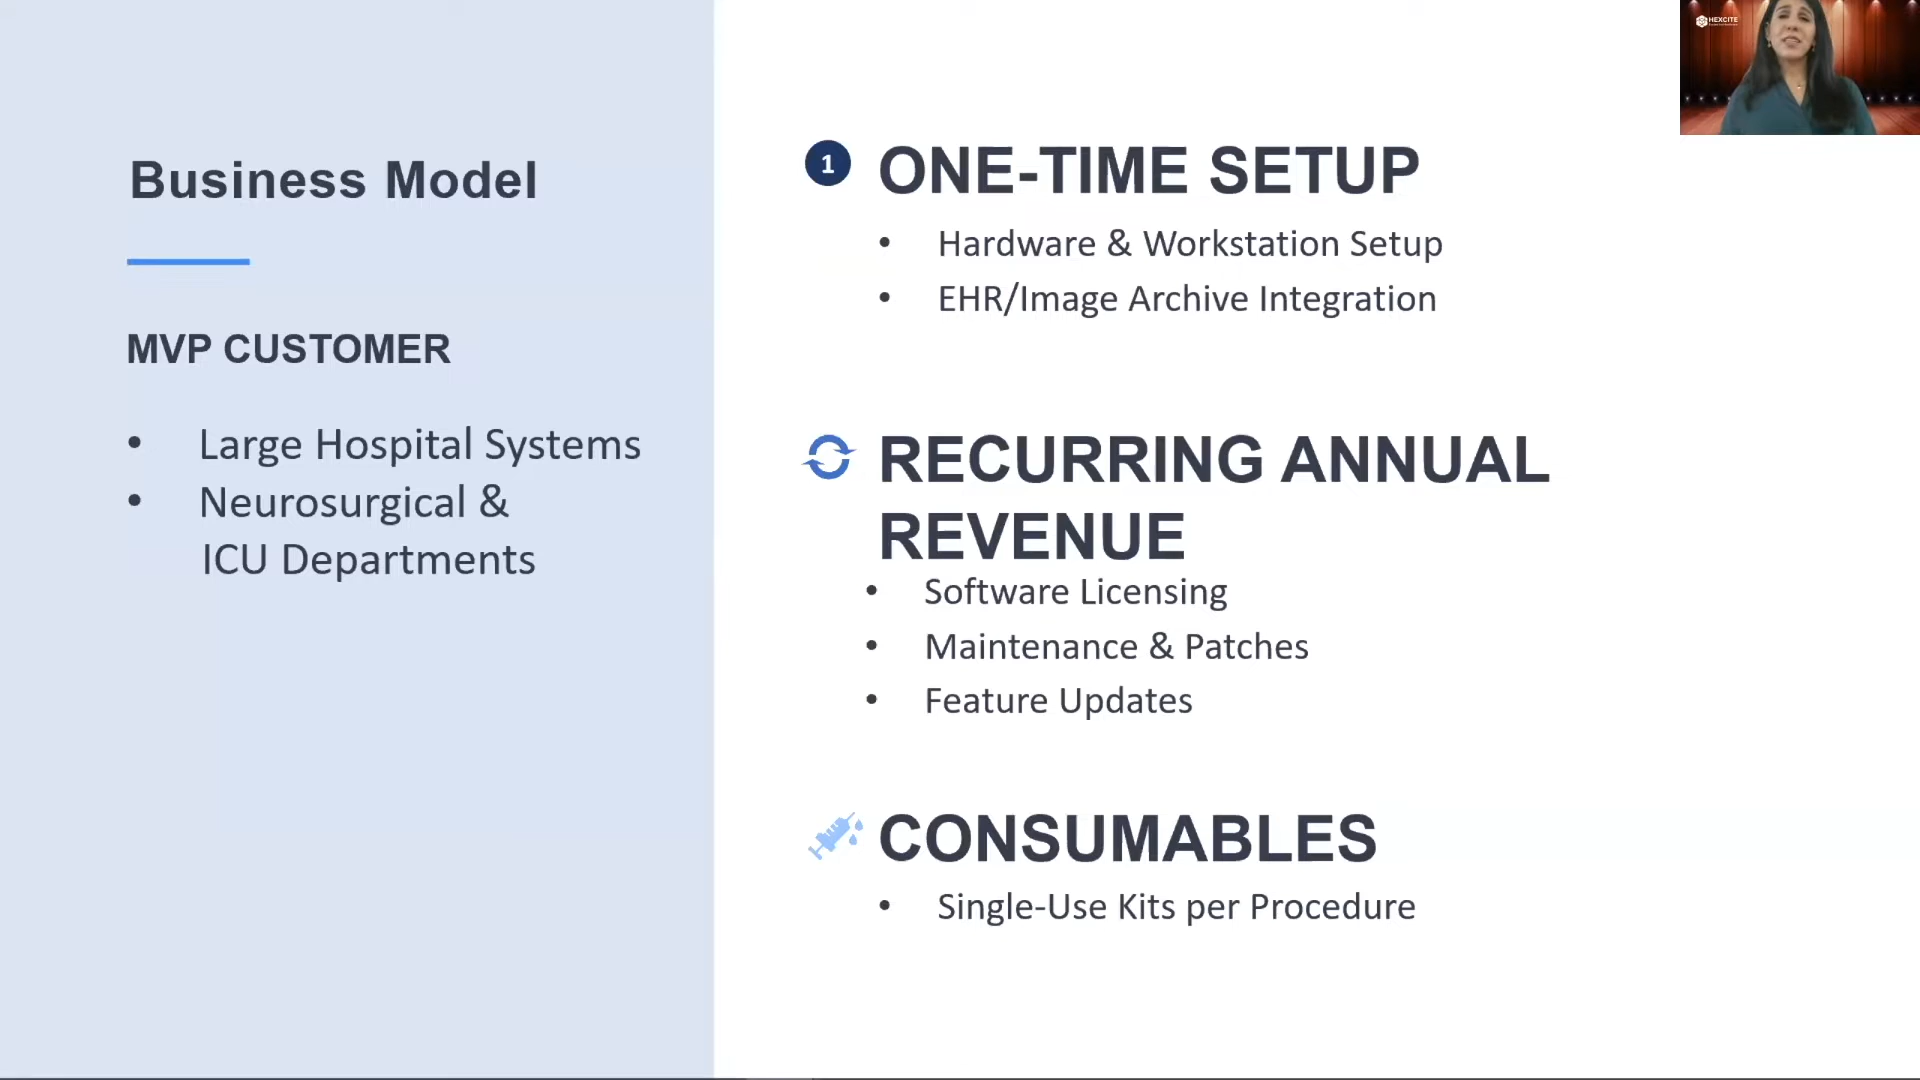 HEXCITE
Business Model
MVP CUSTOMER
• Large Hospital Systems
• Neurosurgical &
ICU Departments
1 ONE-TIME SETUP
• Hardware & Workstation Setup
• EHR/Image Archive Integration
RECURRING ANNUAL
REVENUE
• Software Licensing
• Maintenance & Patches
• Feature Updates
CONSUMABLES
• Single-Use Kits per Procedure